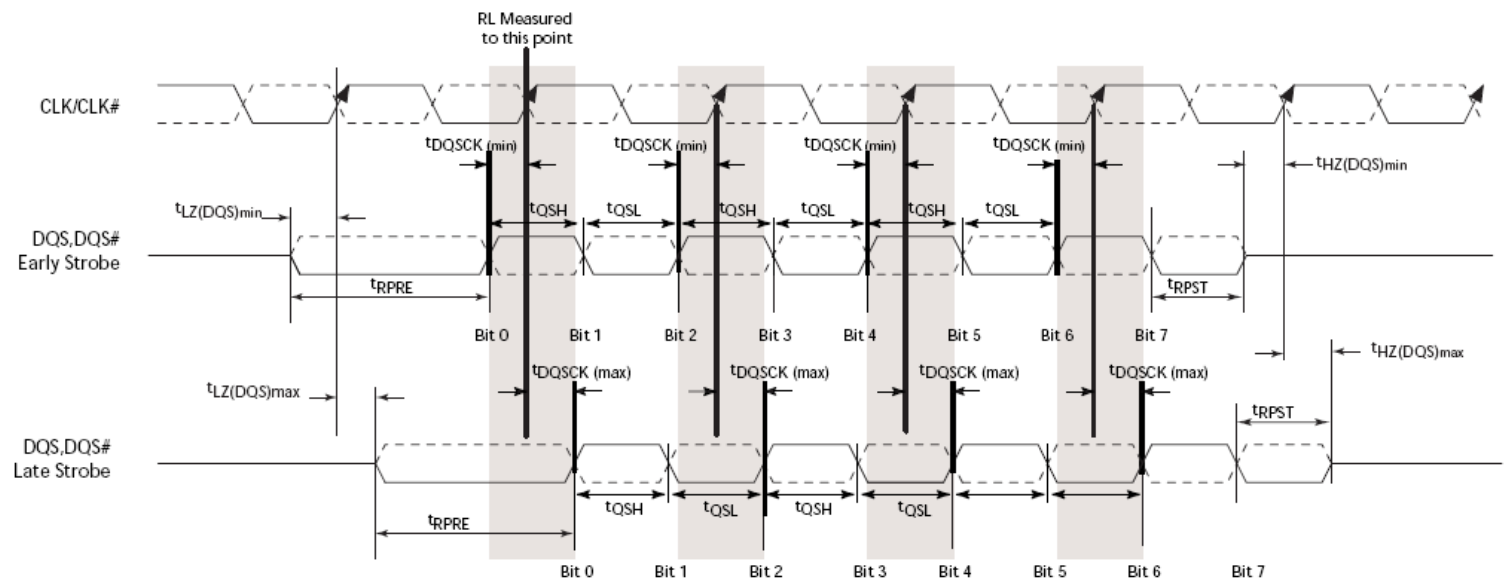 RL Measured
to this point
CLK/CLK#
tDQSCK (min) tDQSCK (min) tDQSCK (min) tDQSCK (min)
tHZ(DQS)min
tLZ(DQS)min
tQSH tQSL tQSH tQSL tQSH tQSL
DQS,DQS#
Early Strobe
tRPRE
tRPST
Bit 0 Bit 1 Bit 2 Bit 3 Bit 4 Bit 5 Bit 6 Bit 7
tHZ(DQS)max
tDQSCK (max) tDQSCK (max) tDQSCK (max) tDQSCK (max)
tLZ(DQS)max
tRPST
DQS,DQS#
Late Strobe
tQSH tQSL tQSH tQSL
tRPRE
Bit 0 Bit 1 Bit 2 Bit 3 Bit 4 Bit 5 Bit 6 Bit 7